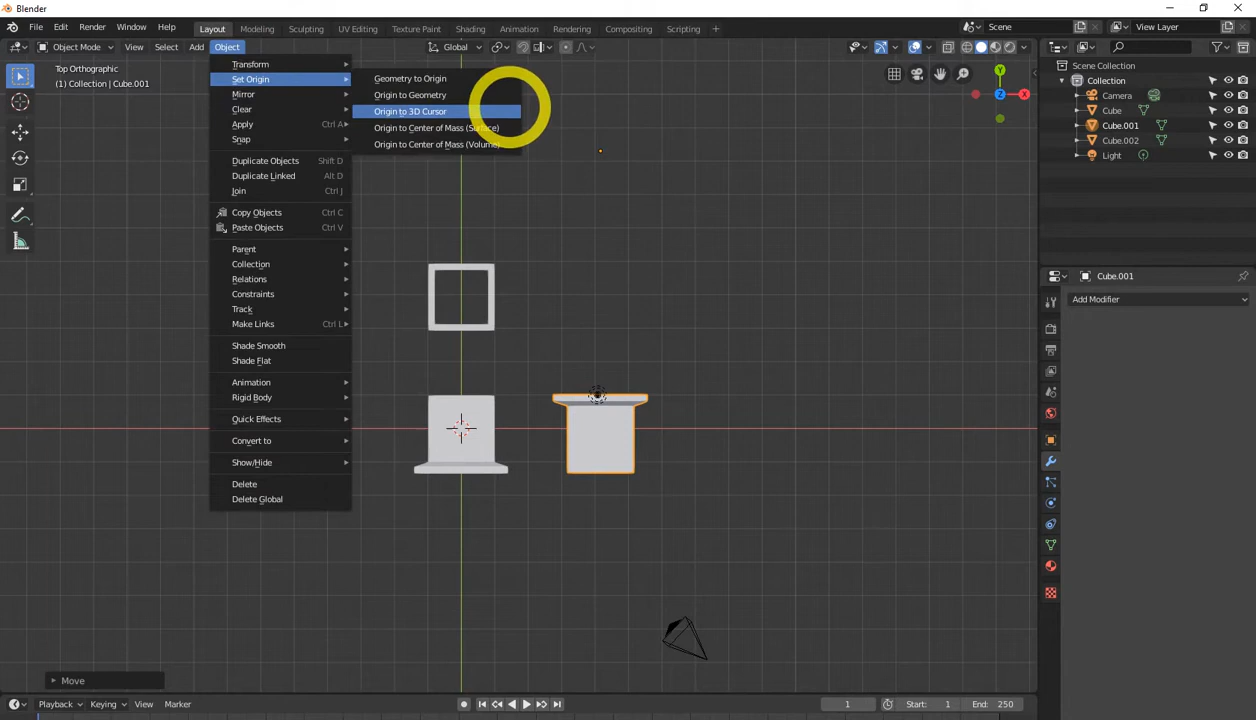 Blender
File Edit Render Window Help Layout Modeling Sculpting UV Editing Texture Paint Shading Animation Rendering Compositing Scripting Scene View Layer
Object Mode View Select Add Object Global
Top Orthographic
(1) Collection | Cube.001
Transform
Set Origin
Mirror
Clear
Apply Ctrl A
Snap
Duplicate Objects Shift D
Duplicate Linked Alt D
Join Ctrl J
Copy Objects Ctrl C
Paste Objects Ctrl V
Parent
Collection
Relations
Constraints
Track
Make Links Ctrl L
Shade Smooth
Shade Flat
Animation
Rigid Body
Quick Effects
Convert to
Show/Hide
Delete
Delete Global
Geometry to Origin
Origin to Geometry
Origin to 3D Cursor
Origin to Center of Mass (Surface)
Origin to Center of Mass (Volume)
Y
Z X
Scene Collection
Collection
Camera
Cube
Cube.001
Cube.002
Light
Cube.001
Add Modifier
Move
Playback Keying View Marker 1 Start: 1 End: 250